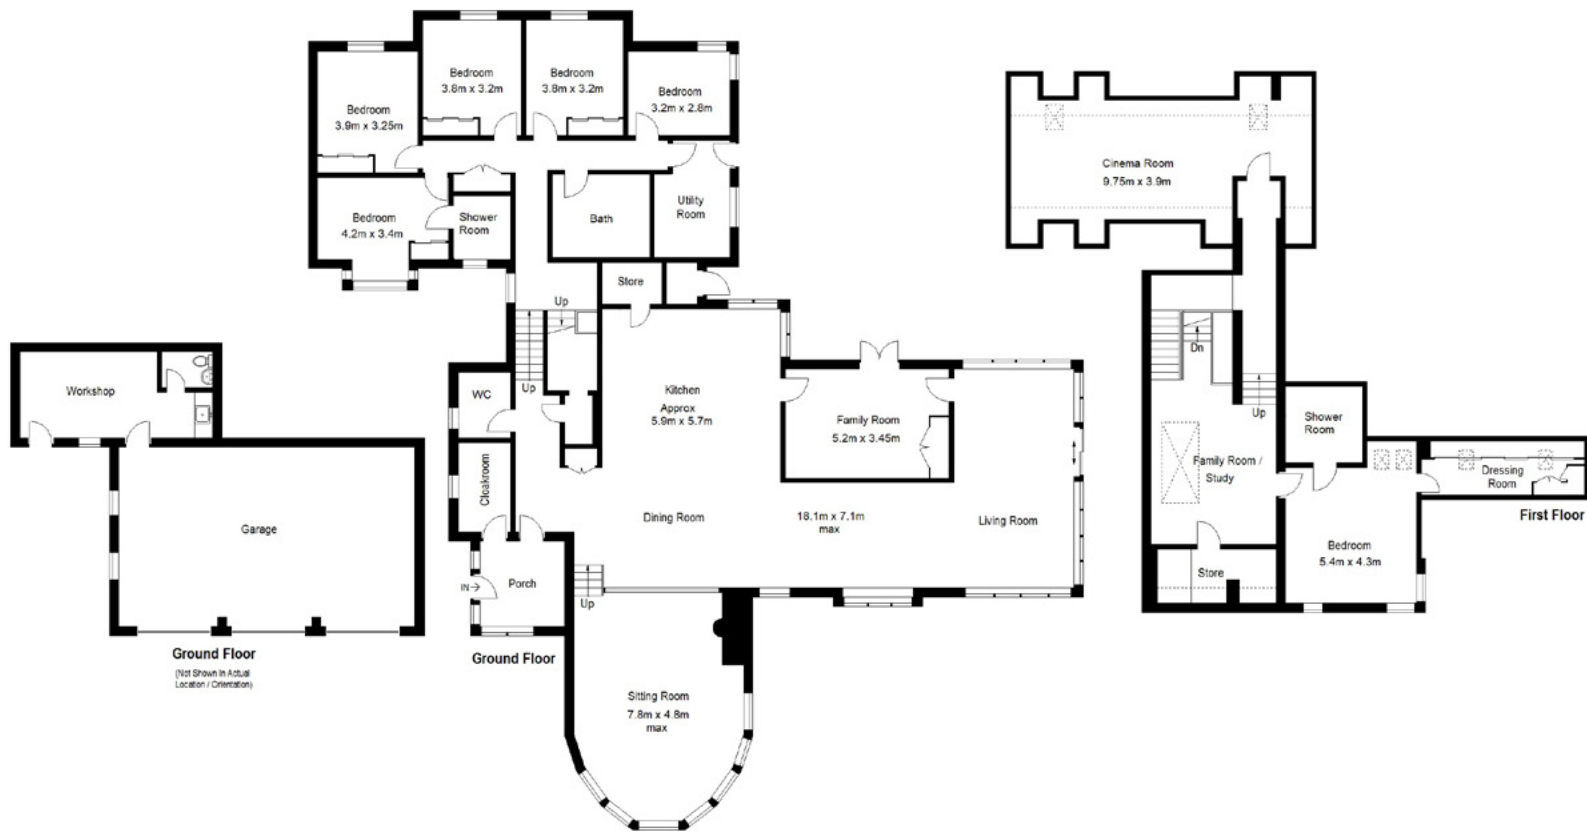 Bedroom
3.8m x 3.2m
Bedroom
3.8m x 3.2m
Bedroom
3.2m x 2.8m
Bedroom
3.9m x 3.25m
Bedroom
4.2m x 3.4m
Shower
Room
Bath
Utility
Room
Store
Up
Up
WC
Cloakroom
Kitchen
Approx
5.9m x 5.7m
Family Room
5.2m x 3.45m
Dining Room
18.1m x 7.1m
max
Living Room
IN
Porch
Up
Sitting Room
7.8m x 4.8m
max
Ground Floor
Workshop
Garage
Ground Floor
(Not Shown In Actual
Location / Orientation)
Cinema Room
9.75m x 3.9m
Dn
Up
Shower
Room
Family Room /
Study
Dressing
Room
First Floor
Bedroom
5.4m x 4.3m
Store